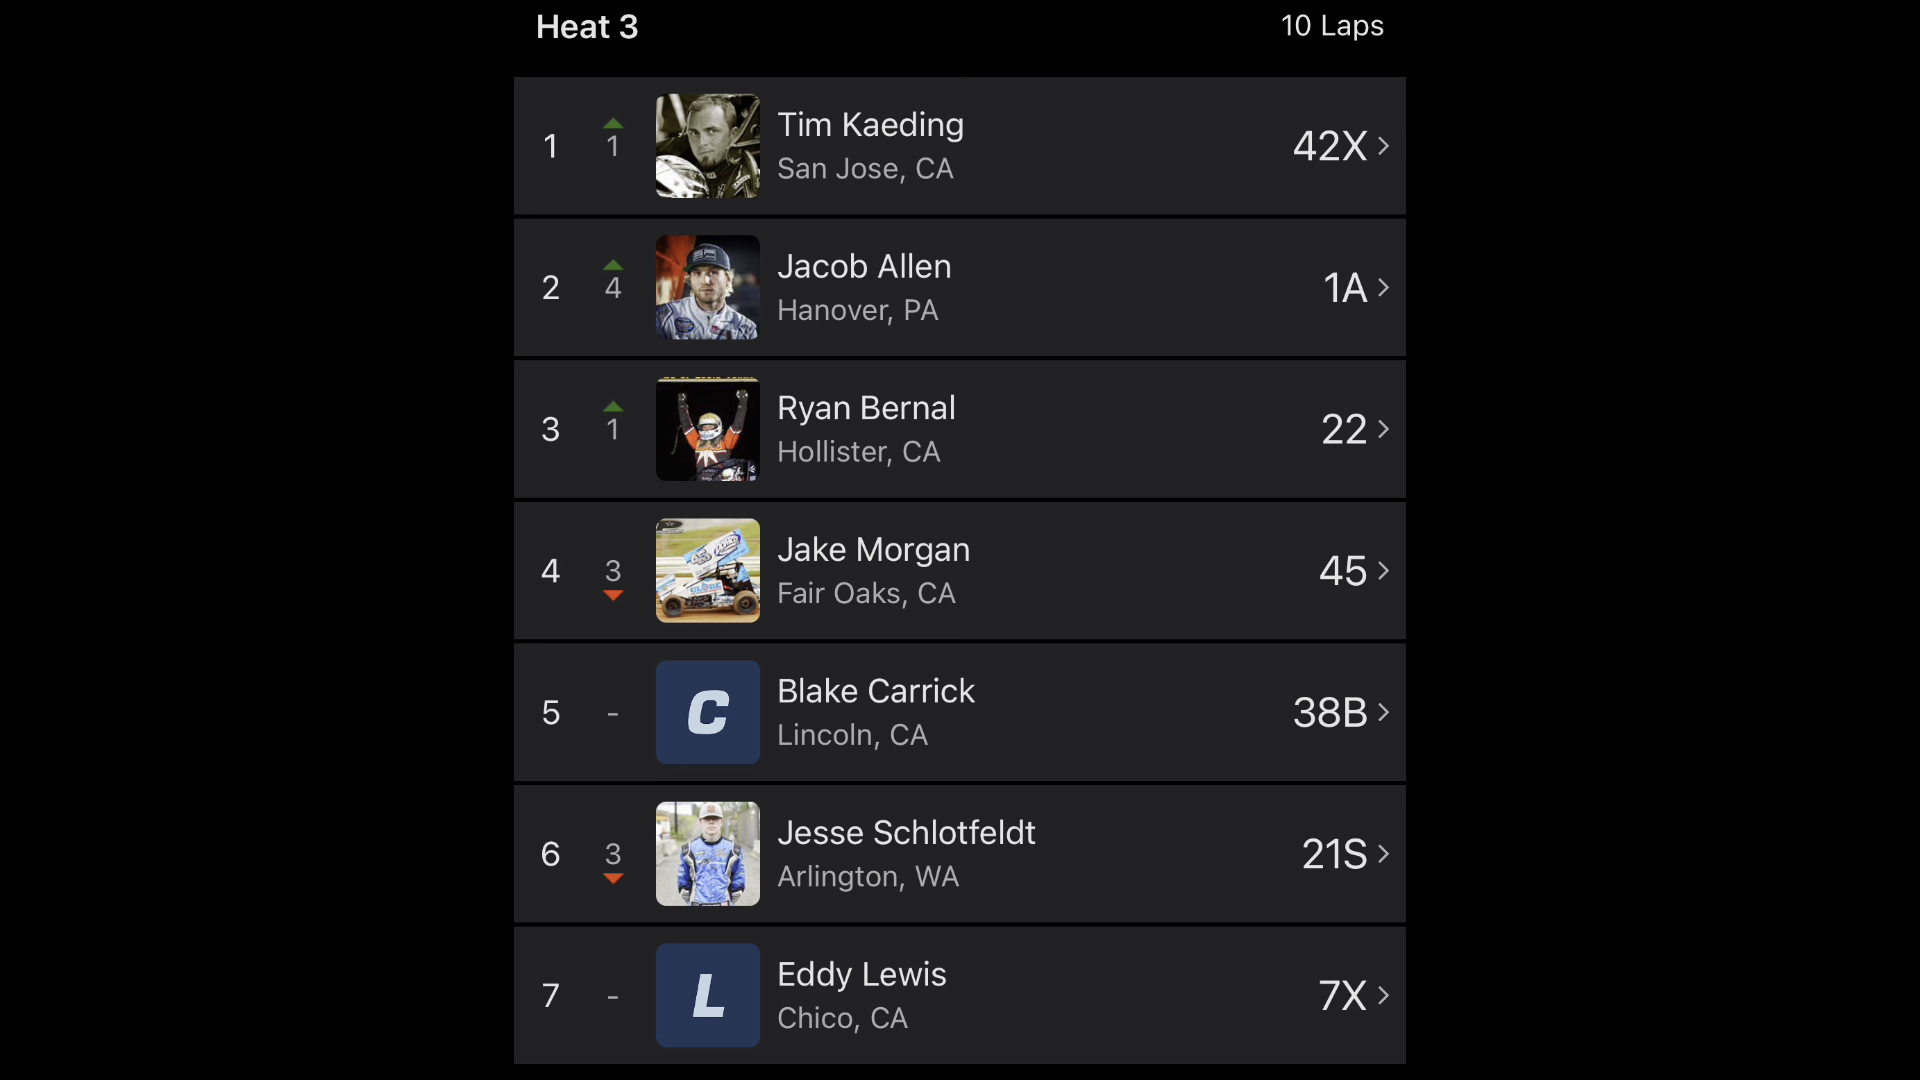 Heat 3
10 Laps
1
1
Tim Kaeding
San Jose, CA
42X
2
4
Jacob Allen
Hanover, PA
1A
3
1
Ryan Bernal
Hollister, CA
22
4
3
Jake Morgan
Fair Oaks, CA
45
5
-
C
Blake Carrick
Lincoln, CA
38B
6
3
Jesse Schlotfeldt
Arlington, WA
21S
7
-
L
Eddy Lewis
Chico, CA
7X